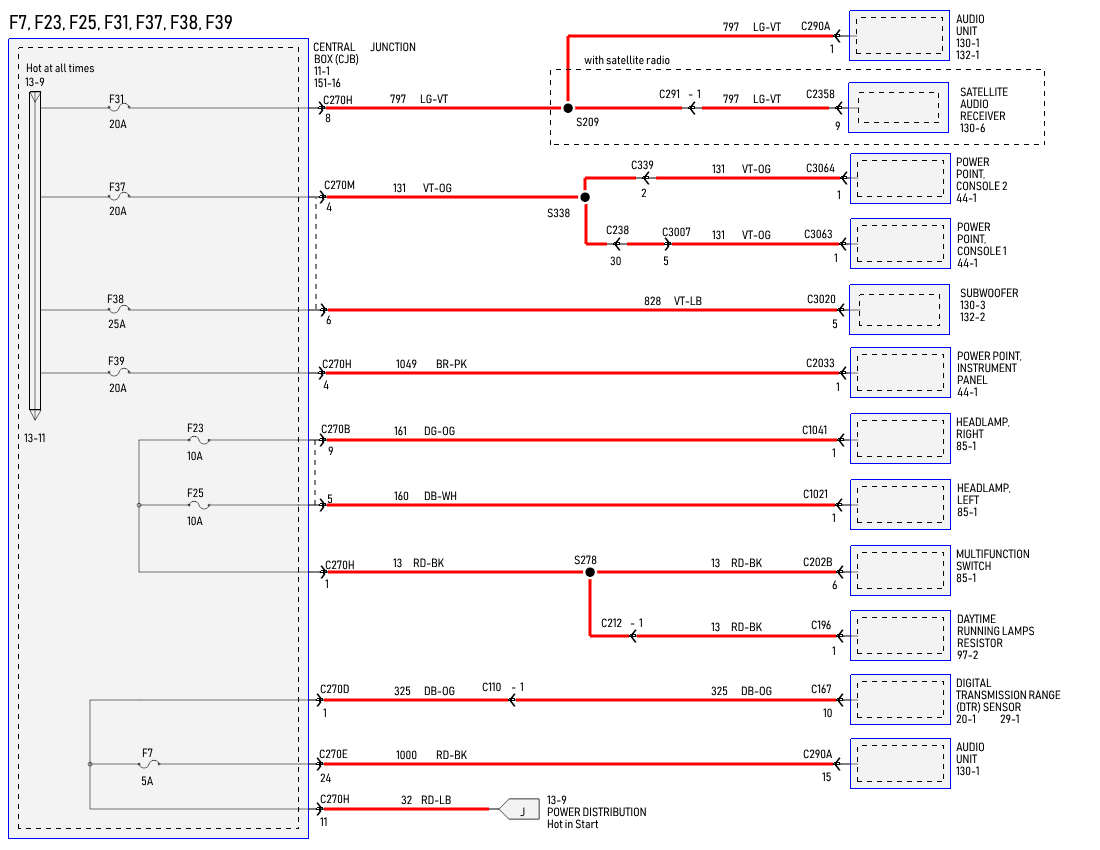 F7, F23, F25, F31, F37, F38, F39
CENTRAL JUNCTION
BOX (CJB)
11-1
151-16
Hot at all times
13-9
F31
20A
C270H
8
797 LG-VT
S209
797 LG-VT
C290A
1
AUDIO
UNIT
130-1
132-1
with satellite radio
C291 - 1
797 LG-VT
C2358
9
SATELLITE
AUDIO
RECEIVER
130-6
F37
20A
C270M
4
131 VT-OG
S338
C339
2
131 VT-OG
C3064
1
POWER
POINT,
CONSOLE 2
44-1
C238
30
C3007
5
131 VT-OG
C3063
1
POWER
POINT,
CONSOLE 1
44-1
F38
25A
6
828 VT-LB
C3020
5
SUBWOOFER
130-3
132-2
F39
20A
C270H
4
1049 BR-PK
C2033
1
POWER POINT,
INSTRUMENT
PANEL
44-1
13-11
F23
10A
C270B
9
161 DG-OG
C1041
1
HEADLAMP,
RIGHT
85-1
F25
10A
5
160 DB-WH
C1021
1
HEADLAMP,
LEFT
85-1
C270H
1
13 RD-BK
S278
13 RD-BK
C202B
6
MULTIFUNCTION
SWITCH
85-1
C212 - 1
13 RD-BK
C196
1
DAYTIME
RUNNING LAMPS
RESISTOR
97-2
C270D
1
325 DB-OG
C110 - 1
325 DB-OG
C167
10
DIGITAL
TRANSMISSION RANGE
(DTR) SENSOR
20-1 29-1
F7
5A
C270E
24
1000 RD-BK
C290A
15
AUDIO
UNIT
130-1
C270H
11
32 RD-LB
J
13-9
POWER DISTRIBUTION
Hot in Start